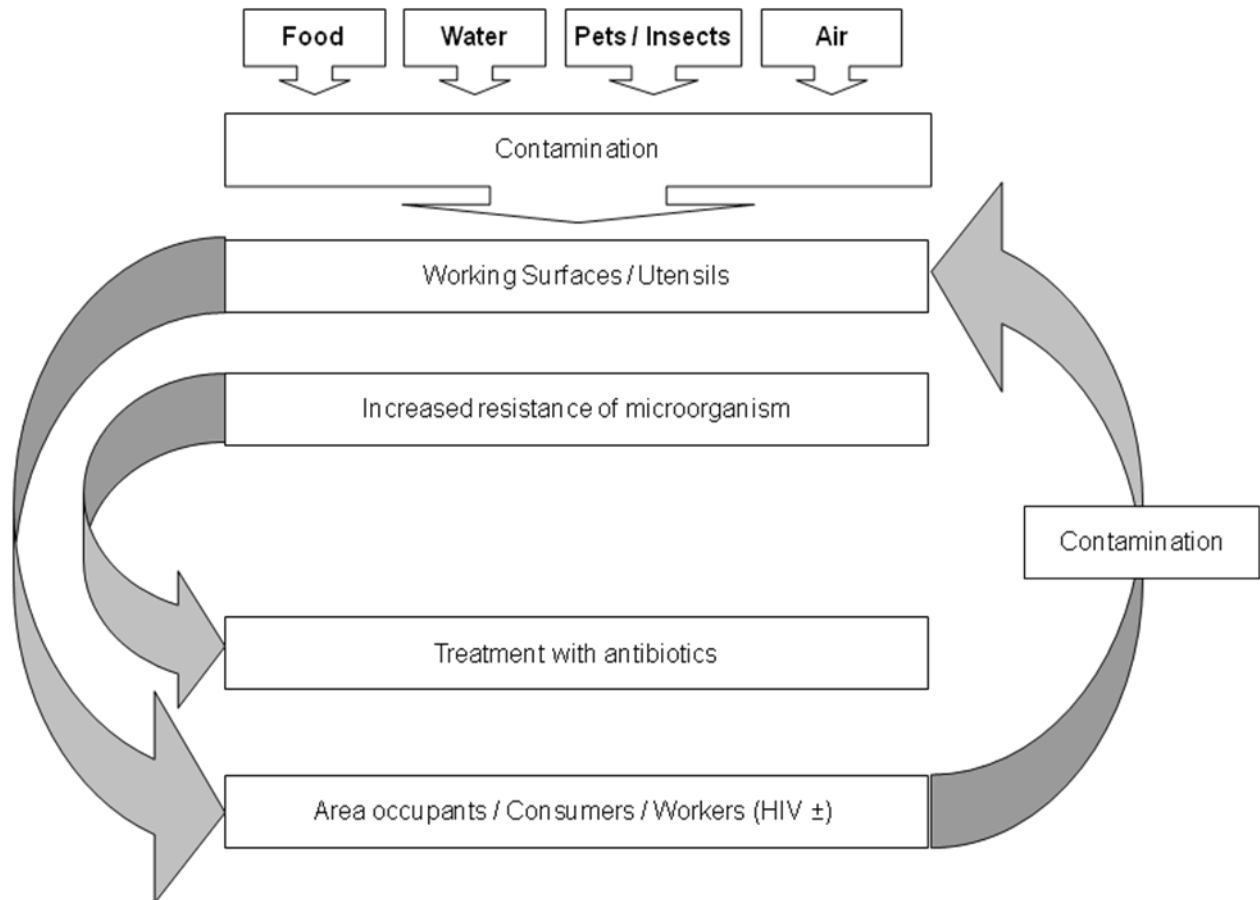 Food
Water
Pets / Insects
Air
Contamination
Working Surfaces / Utensils
Increased resistance of microorganism
Contamination
Treatment with antibiotics
Area occupants / Consumers / Workers (HIV ±)